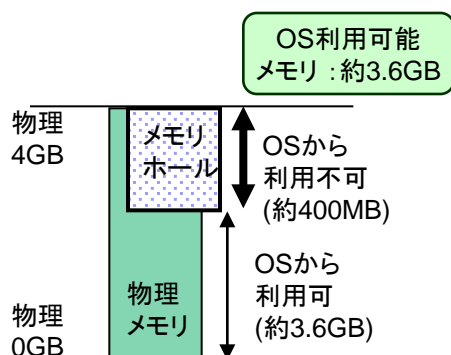 OS利用可能
メモリ：約3.6GB
物理
4GB
メモリ
ホール
OSから
利用不可
(約400MB)
物理
メモリ
OSから
利用可
(約3.6GB)
物理
0GB